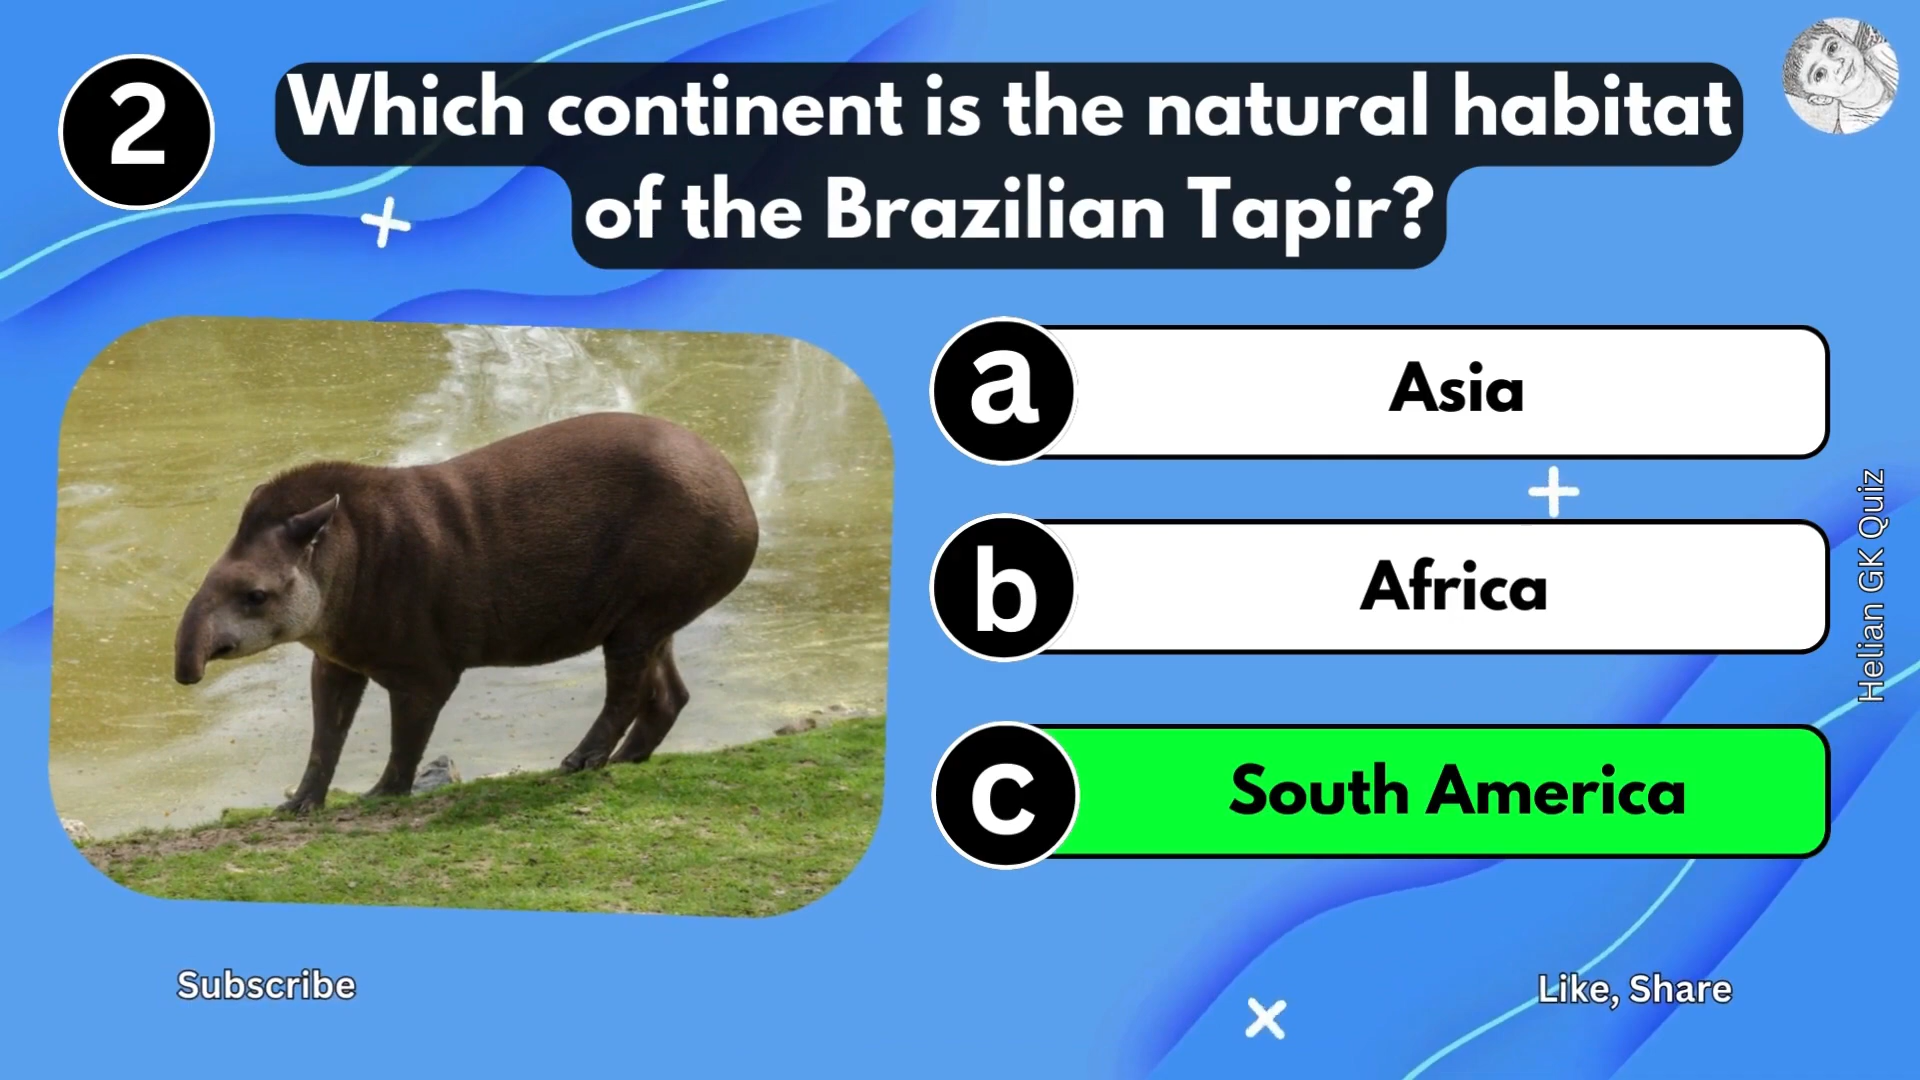 2
Which continent is the natural habitat
of the Brazilian Tapir?
a
Asia
b
Africa
c
South America
Helian GK Quiz
Subscribe
Like, Share